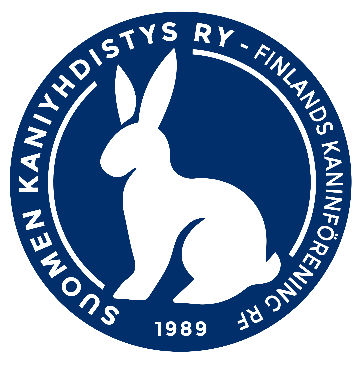 SUOMEN KANIYHDISTYS RY - FINLANDS KANINFÖRENING RF
1989